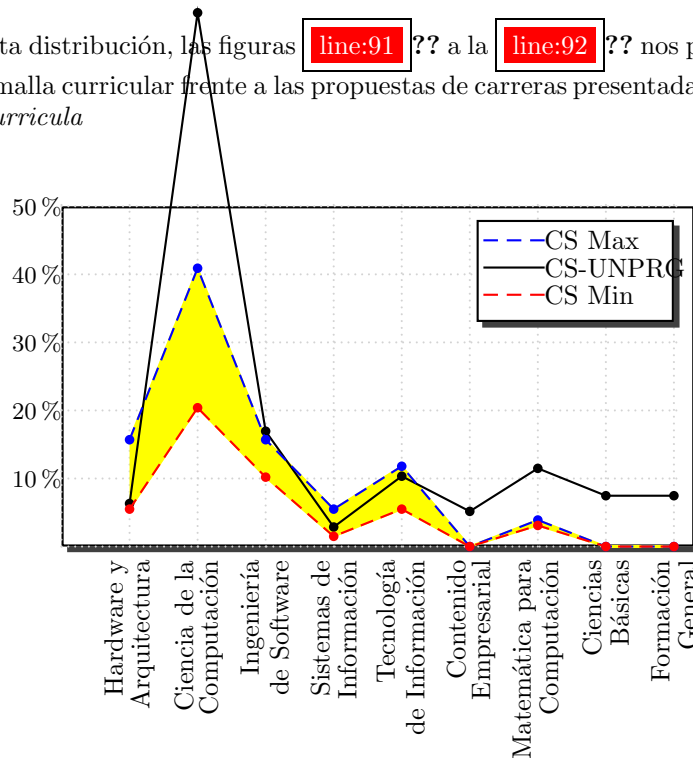 ta distribución, las figuras line:91 ?? a la line:92 ?? nos p
malla curricular frente a las propuestas de carreras presentada
urricula
50 %
40 %
30 %
20 %
10 %
CS Max
CS-UNPRG
CS Min
Hardware y
Arquitectura
Ciencia de la
Computación
Ingeniería
de Software
Sistemas de
Información
Tecnología
de Información
Contenido
Empresarial
Matemática para
Computación
Ciencias
Básicas
Formación
General